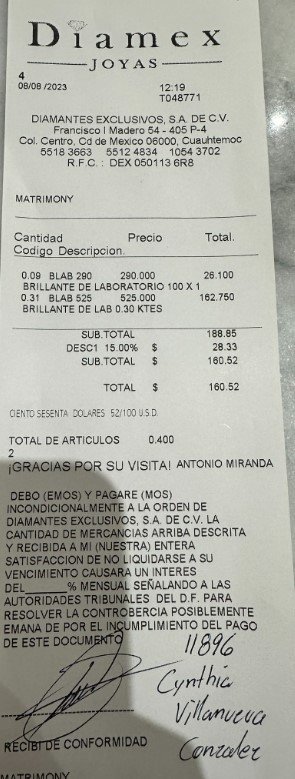 Diamex
JOYAS
4
08/08 /2023 12:19
T048771
DIAMANTES EXCLUSIVOS, S.A. DE C.V.
Francisco I Madero 54 - 405 P-4
Col. Centro, Cd de Mexico 06000, Cuauhtemoc
5518 3663 5512 4834 1054 3702
R.F.C. : DEX 050113 6R8
MATRIMONY
Cantidad Precio Total.
Codigo Descripcion.
0.09 BLAB 290 290.000 26.100
BRILLANTE DE LABORATORIO 100 X 1
0.31 BLAB 525 525.000 162.750
BRILLANTE DE LAB 0.30 KTES
SUB.TOTAL 188.85
DESC1 15.00% $ 28.33
SUB.TOTAL $ 160.52
TOTAL $ 160.52
CIENTO SESENTA DOLARES 52/100 U.S.D.
TOTAL DE ARTICULOS 0.400
2
¡GRACIAS POR SU VISITA! ANTONIO MIRANDA
DEBO (EMOS) Y PAGARE (MOS)
INCONDICIONALMENTE A LA ORDEN DE
DIAMANTES EXCLUSIVOS, S.A. DE C.V. LA
CANTIDAD DE MERCANCIAS ARRIBA DESCRITA
Y RECIBIDA A MI (NUESTRA) ENTERA
SATISFACCION DE NO LIQUIDARSE A SU
VENCIMIENTO CAUSARA UN INTERES
DEL______% MENSUAL SEÑALANDO A LAS
AUTORIDADES TRIBUNALES DEL D.F. PARA
RESOLVER LA CONTROBERCIA POSIBLEMENTE
EMANA DE POR EL INCUMPLIMIENTO DEL PAGO
DE ESTE DOCUMENTO
11896
Cynthia
Villanueva
Gonzalez
RECIBI DE CONFORMIDAD
MATRIMONY